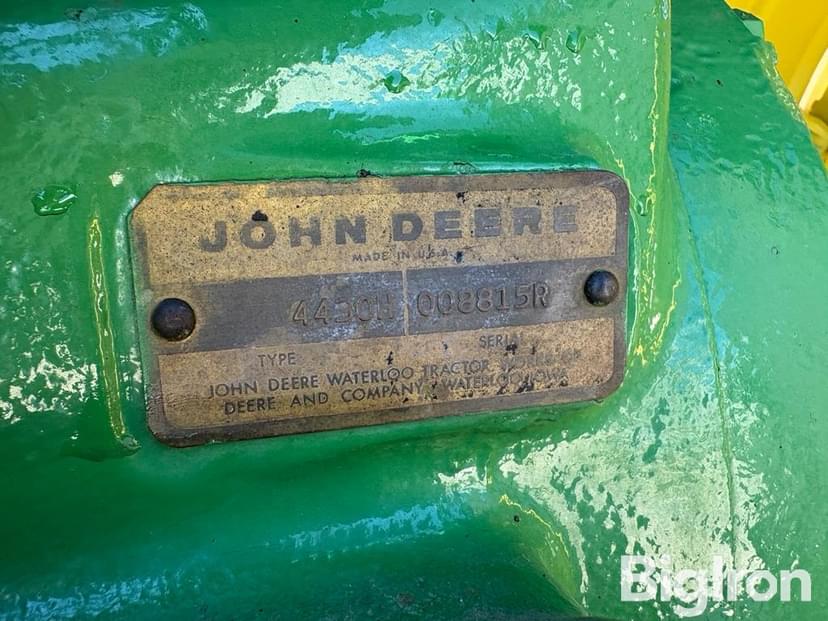 JOHN DEERE
MADE IN U.S.A.
4430H 008815R
TYPE SERIAL
JOHN DEERE WATERLOO TRACTOR WORKS OF
DEERE AND COMPANY, WATERLOO, IOWA
BigIron